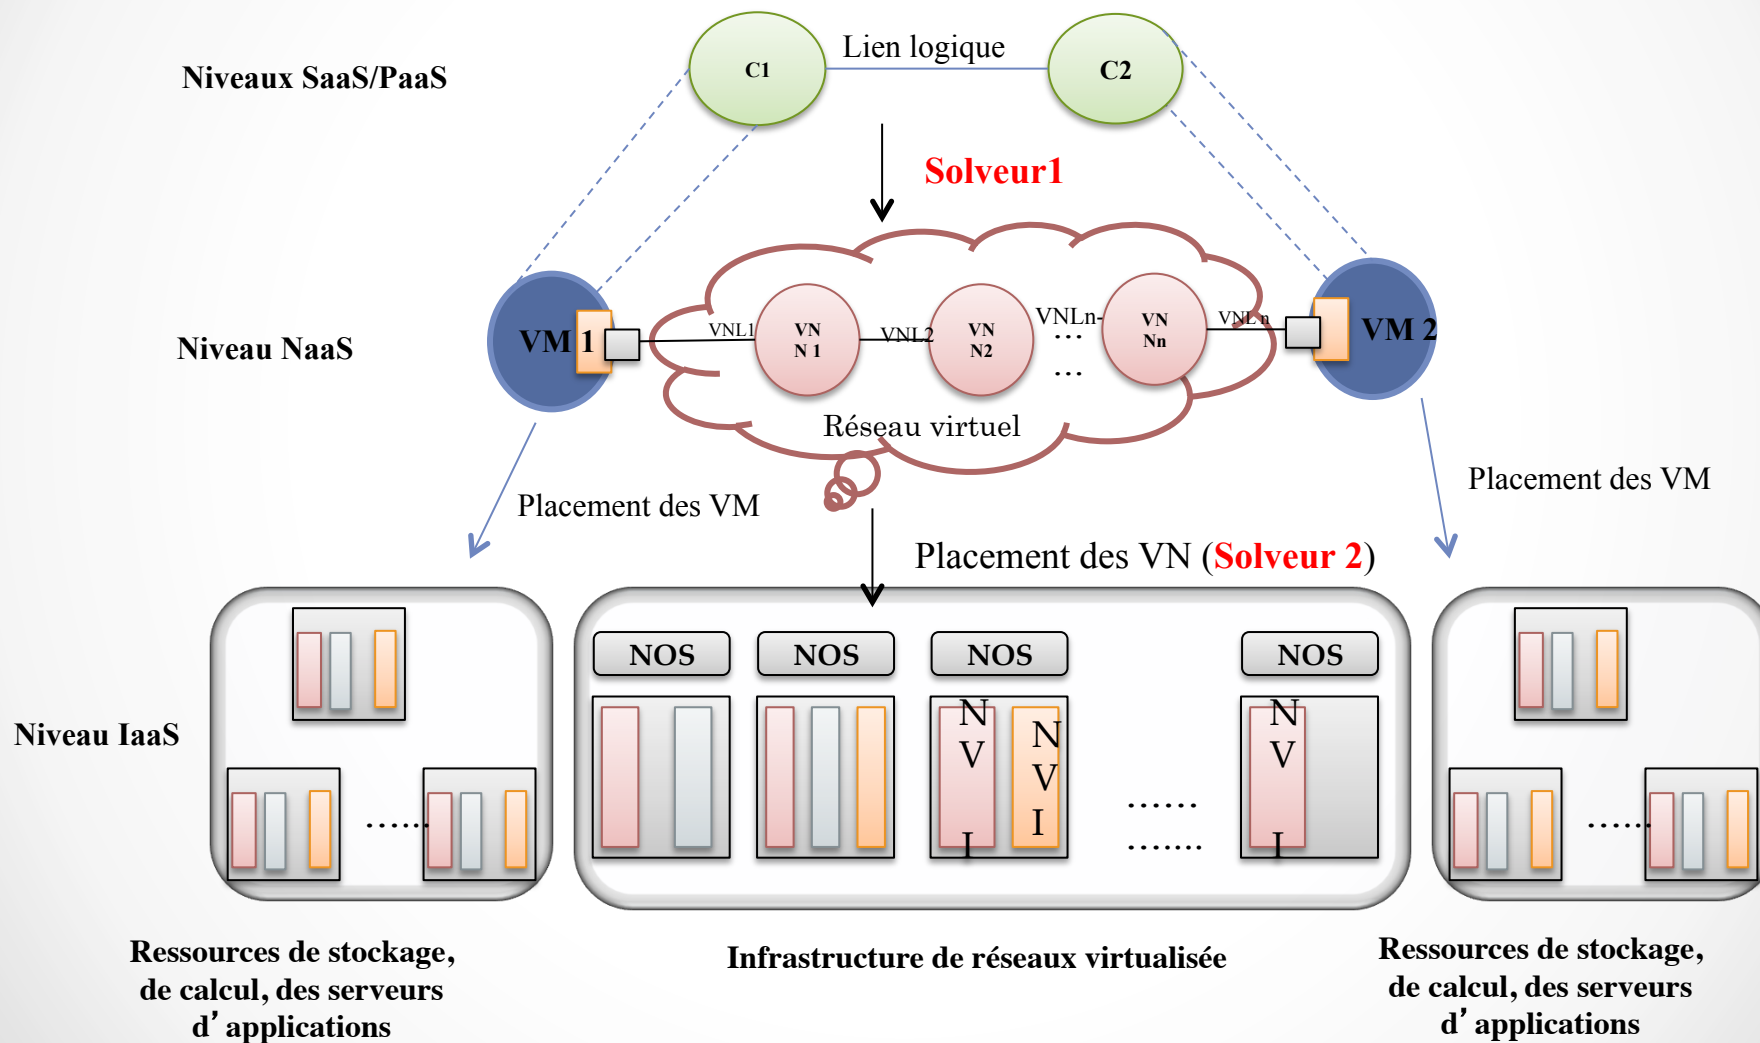 Niveaux SaaS/PaaS
C1
Lien logique
C2
Solveur1
Niveau NaaS
VM 1
VNL1
VN
N 1
VNL2
VN
N2
VNLn-
...
...
VN
Nn
VNL n
VM 2
Réseau virtuel
Placement des VM
Placement des VM
Placement des VN (Solveur 2)
Niveau IaaS
NOS
NOS
NOS
NOS
N
V
I
N
V
I
N
V
I
......
.......
......
......
Ressources de stockage,
de calcul, des serveurs
d’ applications
Infrastructure de réseaux virtualisée
Ressources de stockage,
de calcul, des serveurs
d’ applications